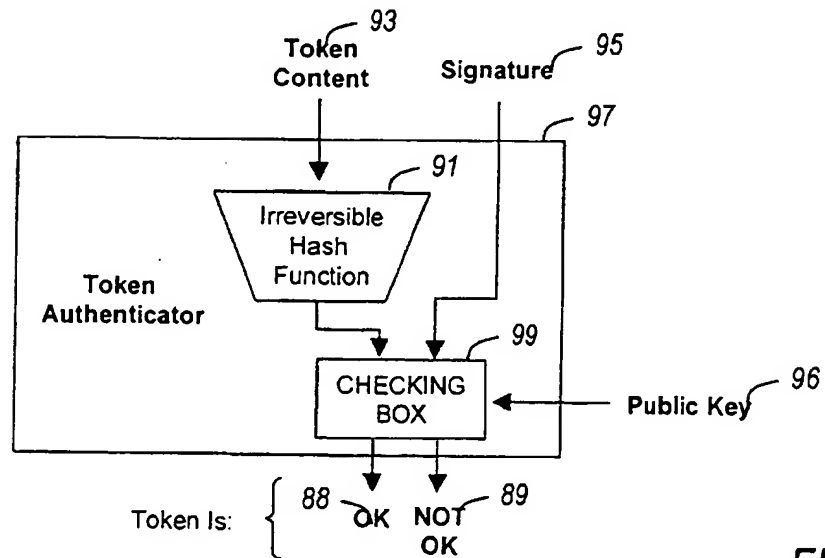 93
Token
Content
Signature
95
97
91
Irreversible
Hash
Function
Token
Authenticator
99
CHECKING
BOX
Public Key
96
Token Is:
88
OK
NOT
OK
89